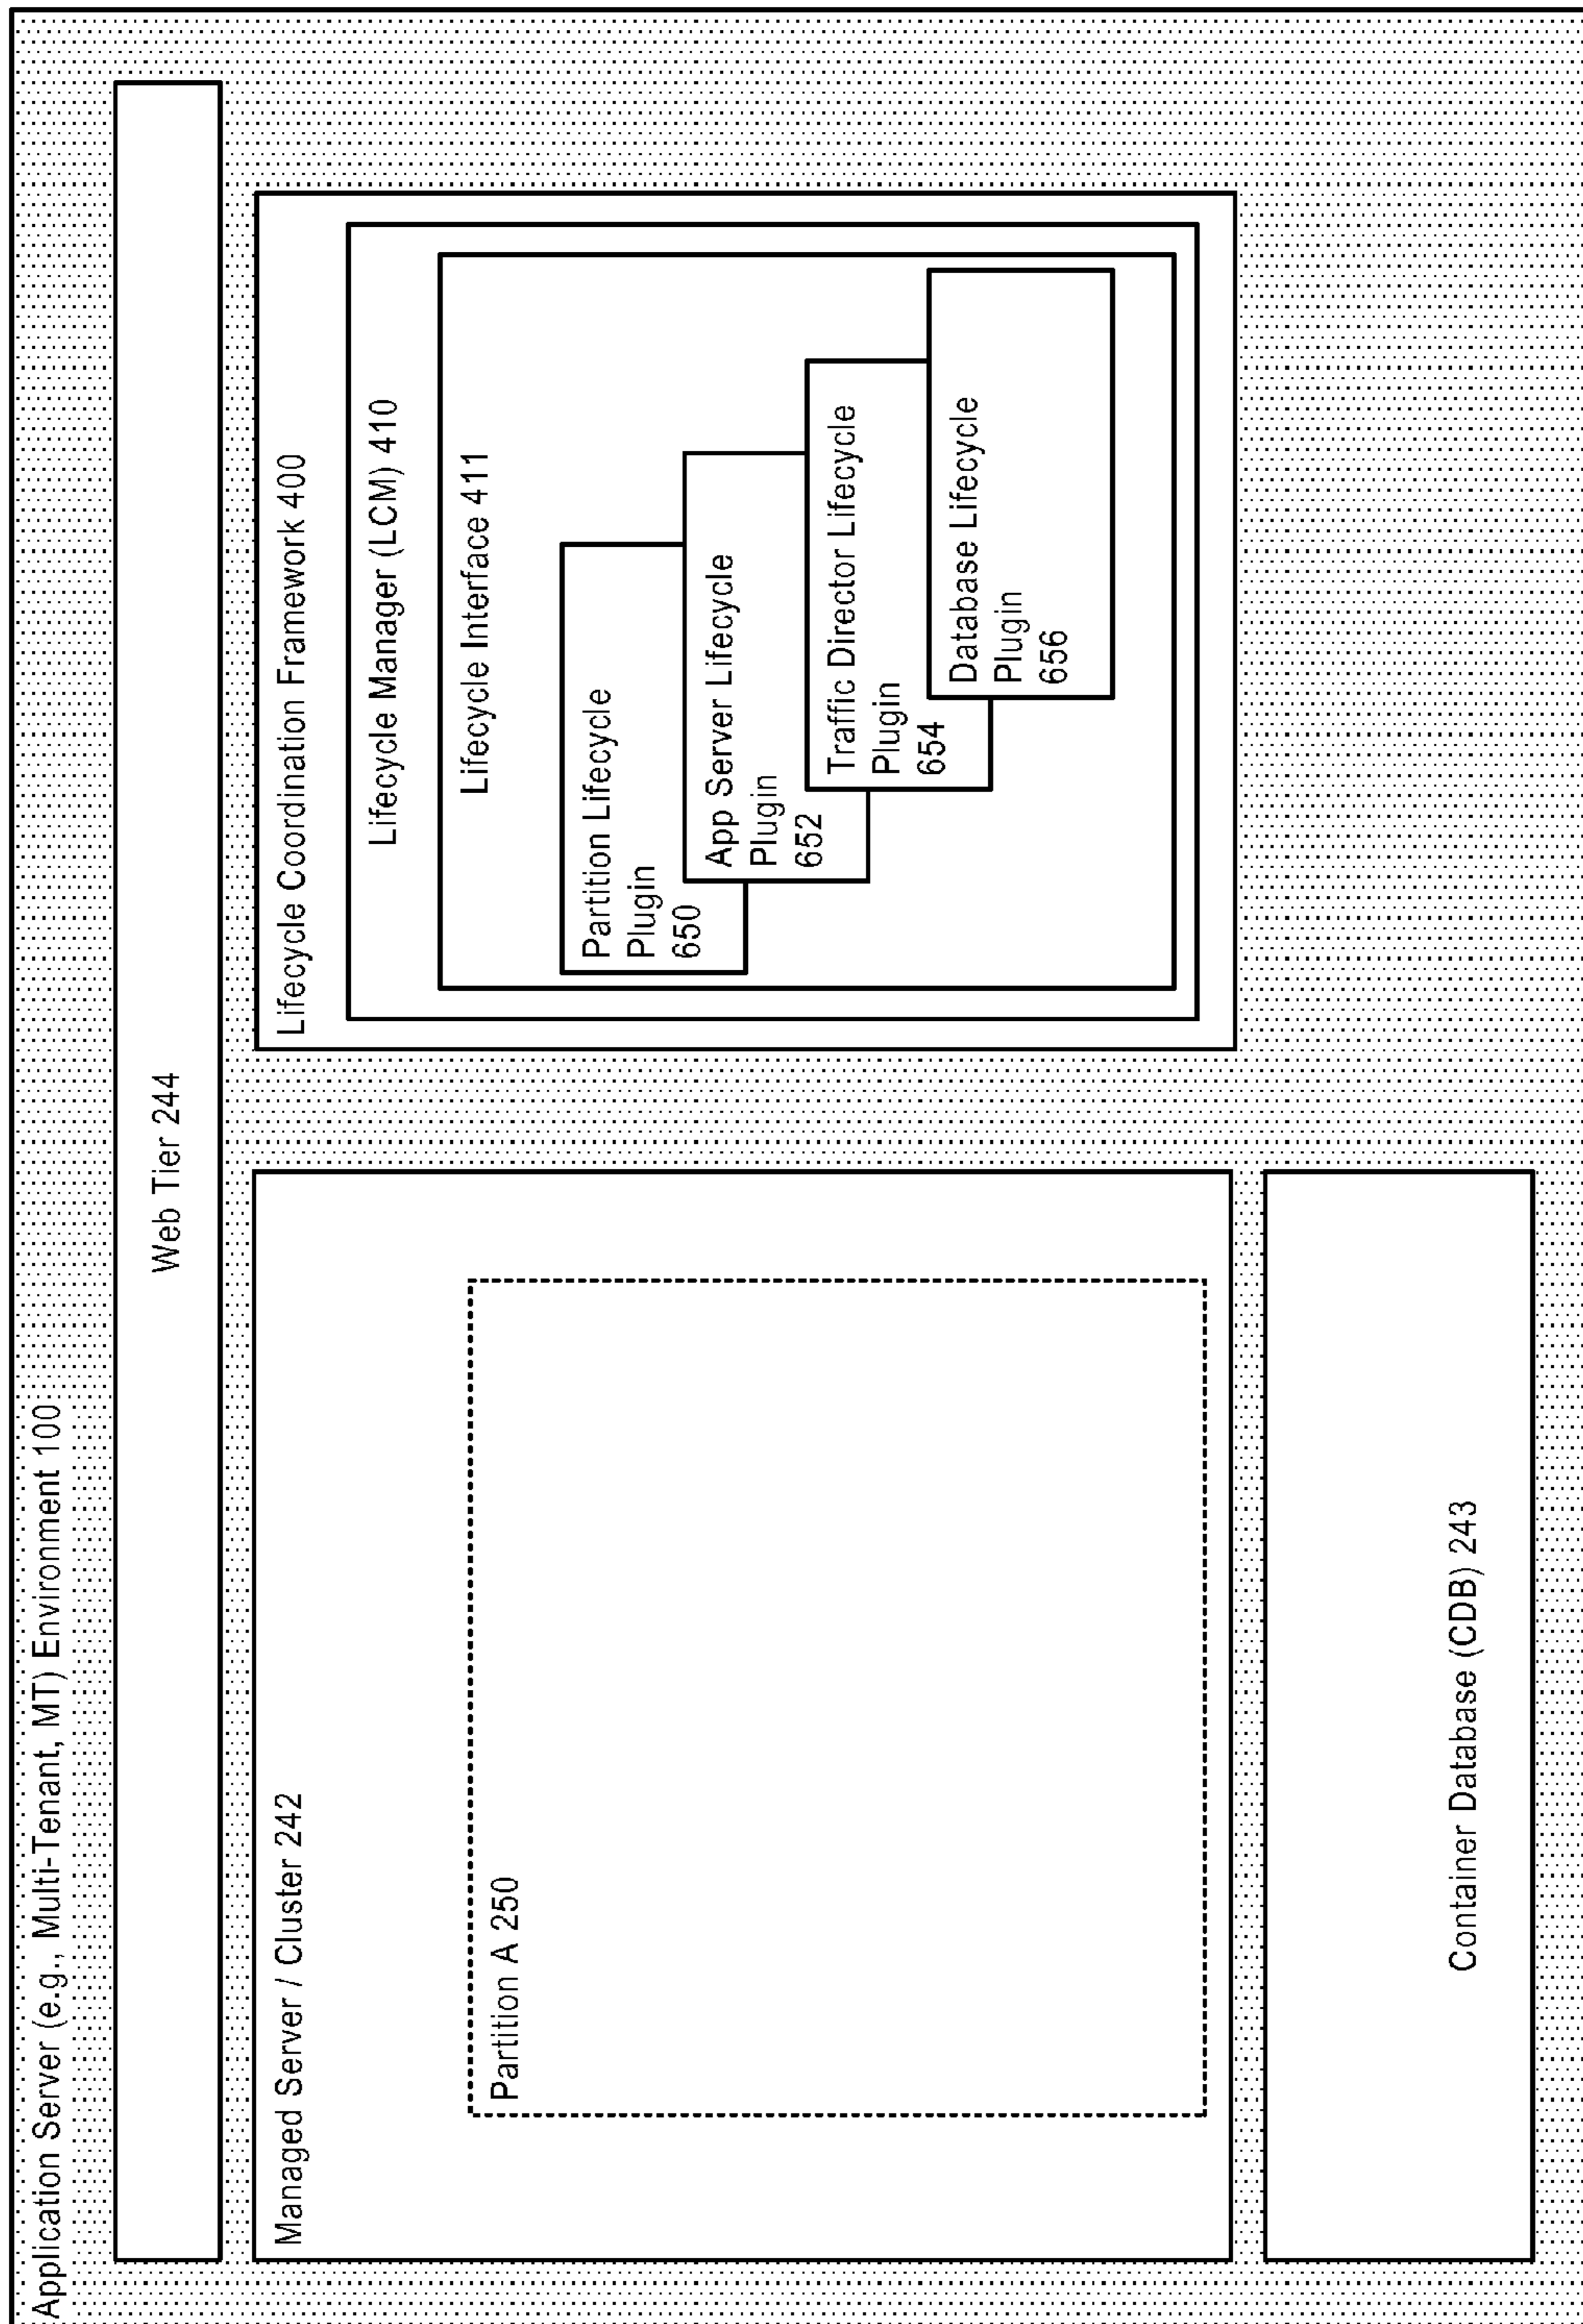 Application Server (e.g., Multi-Tenant, MT) Environment 100
Web Tier 244
Managed Server / Cluster 242
Partition A 250
Container Database (CDB) 243
Lifecycle Coordination Framework 400
Lifecycle Manager (LCM) 410
Lifecycle Interface 411
Partition Lifecycle
Plugin
650
App Server Lifecycle
Plugin
652
Traffic Director Lifecycle
Plugin
654
Database Lifecycle
Plugin
656